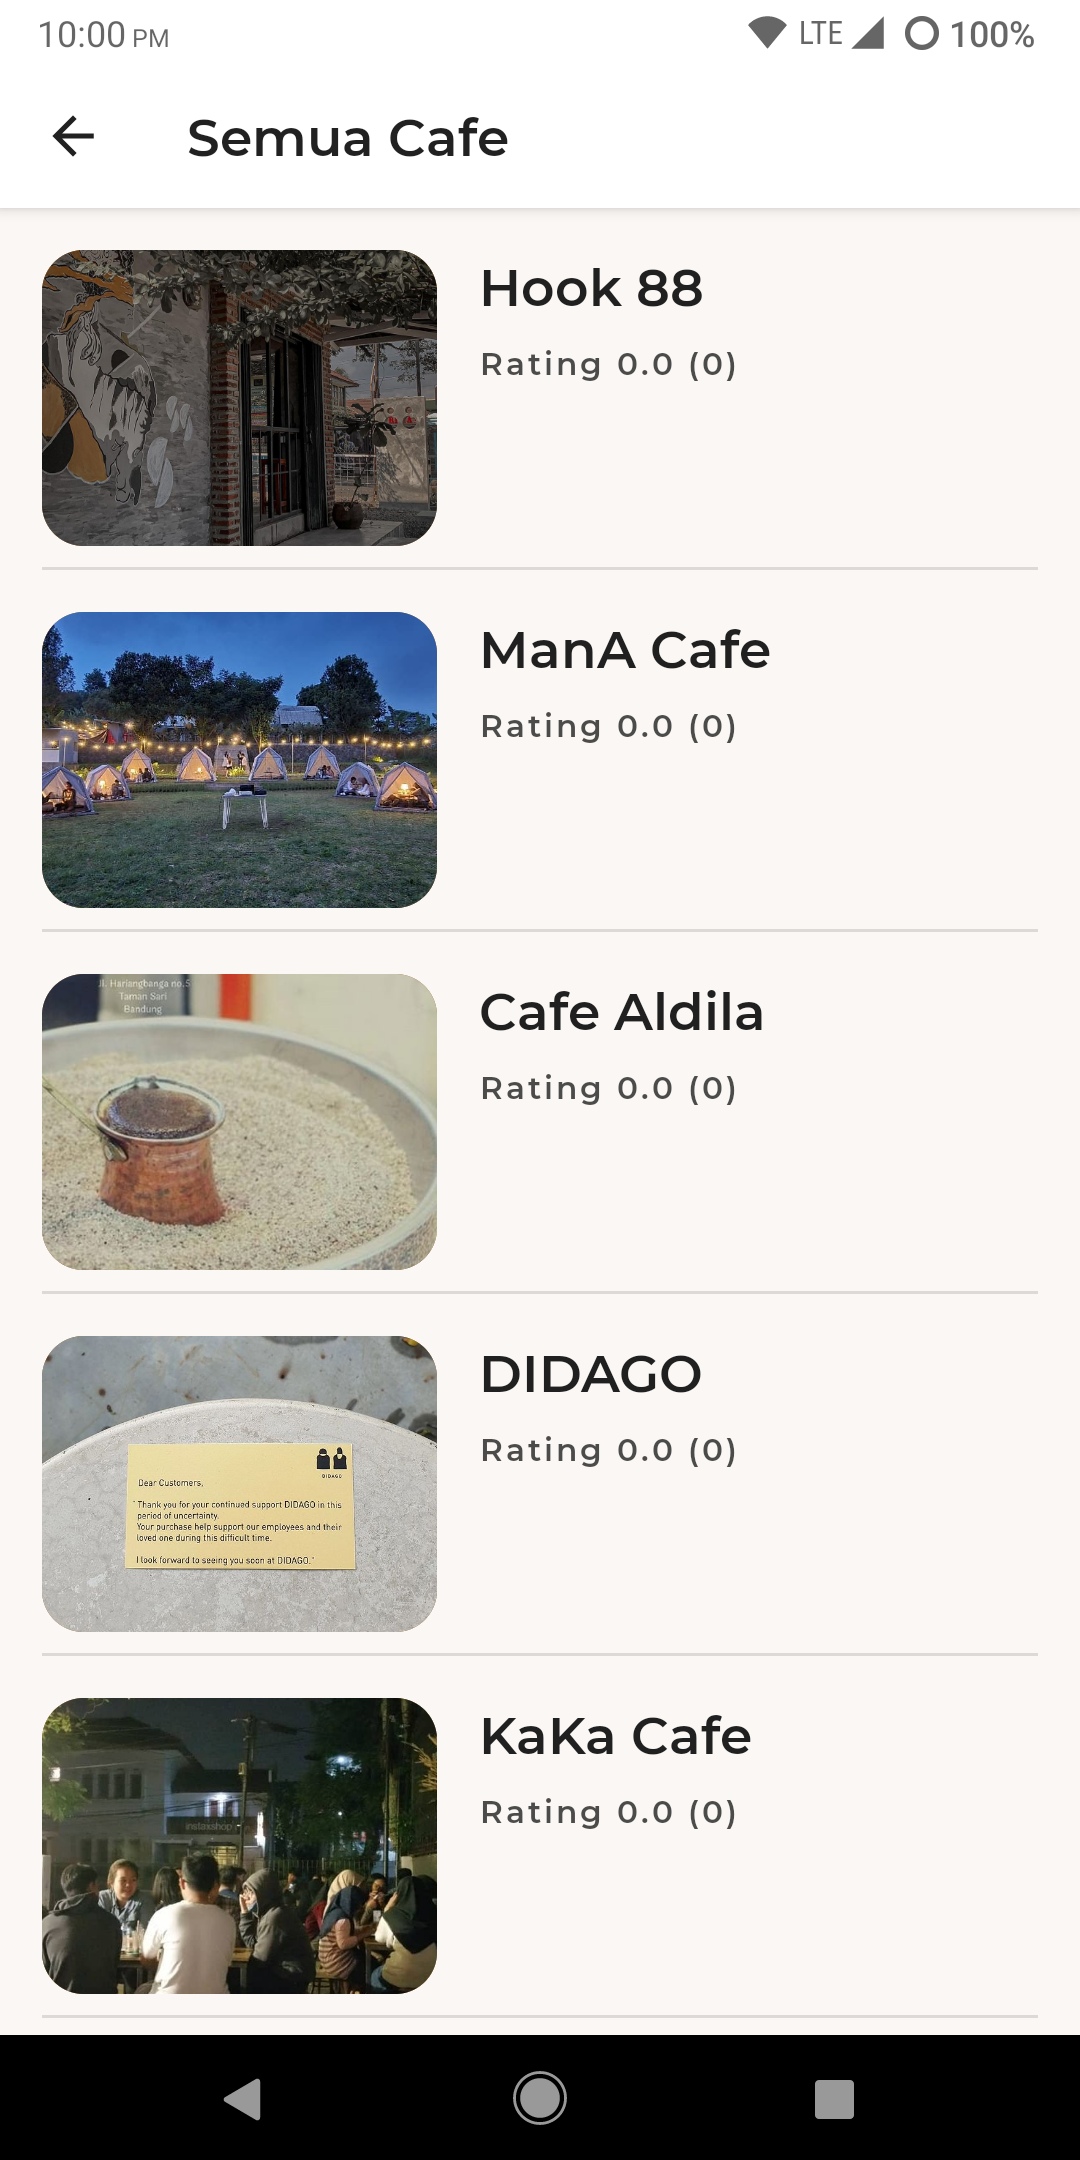 10:00 PM
LTE
100%
Semua Cafe
Hook 88
Rating 0.0 (0)
ManA Cafe
Rating 0.0 (0)
Jl. Hariangbanga no.5
Taman Sari
Bandung
Cafe Aldila
Rating 0.0 (0)
DIDAGO
Rating 0.0 (0)
DIDAGO
Dear Customers,
"Thank you for your continued support DIDAGO in this
period of uncertainty.
Your purchase help support our employees and their
loved one during this difficult time.
I look forward to seeing you soon at DIDAGO."
KaKa Cafe
Rating 0.0 (0)
instaxshop